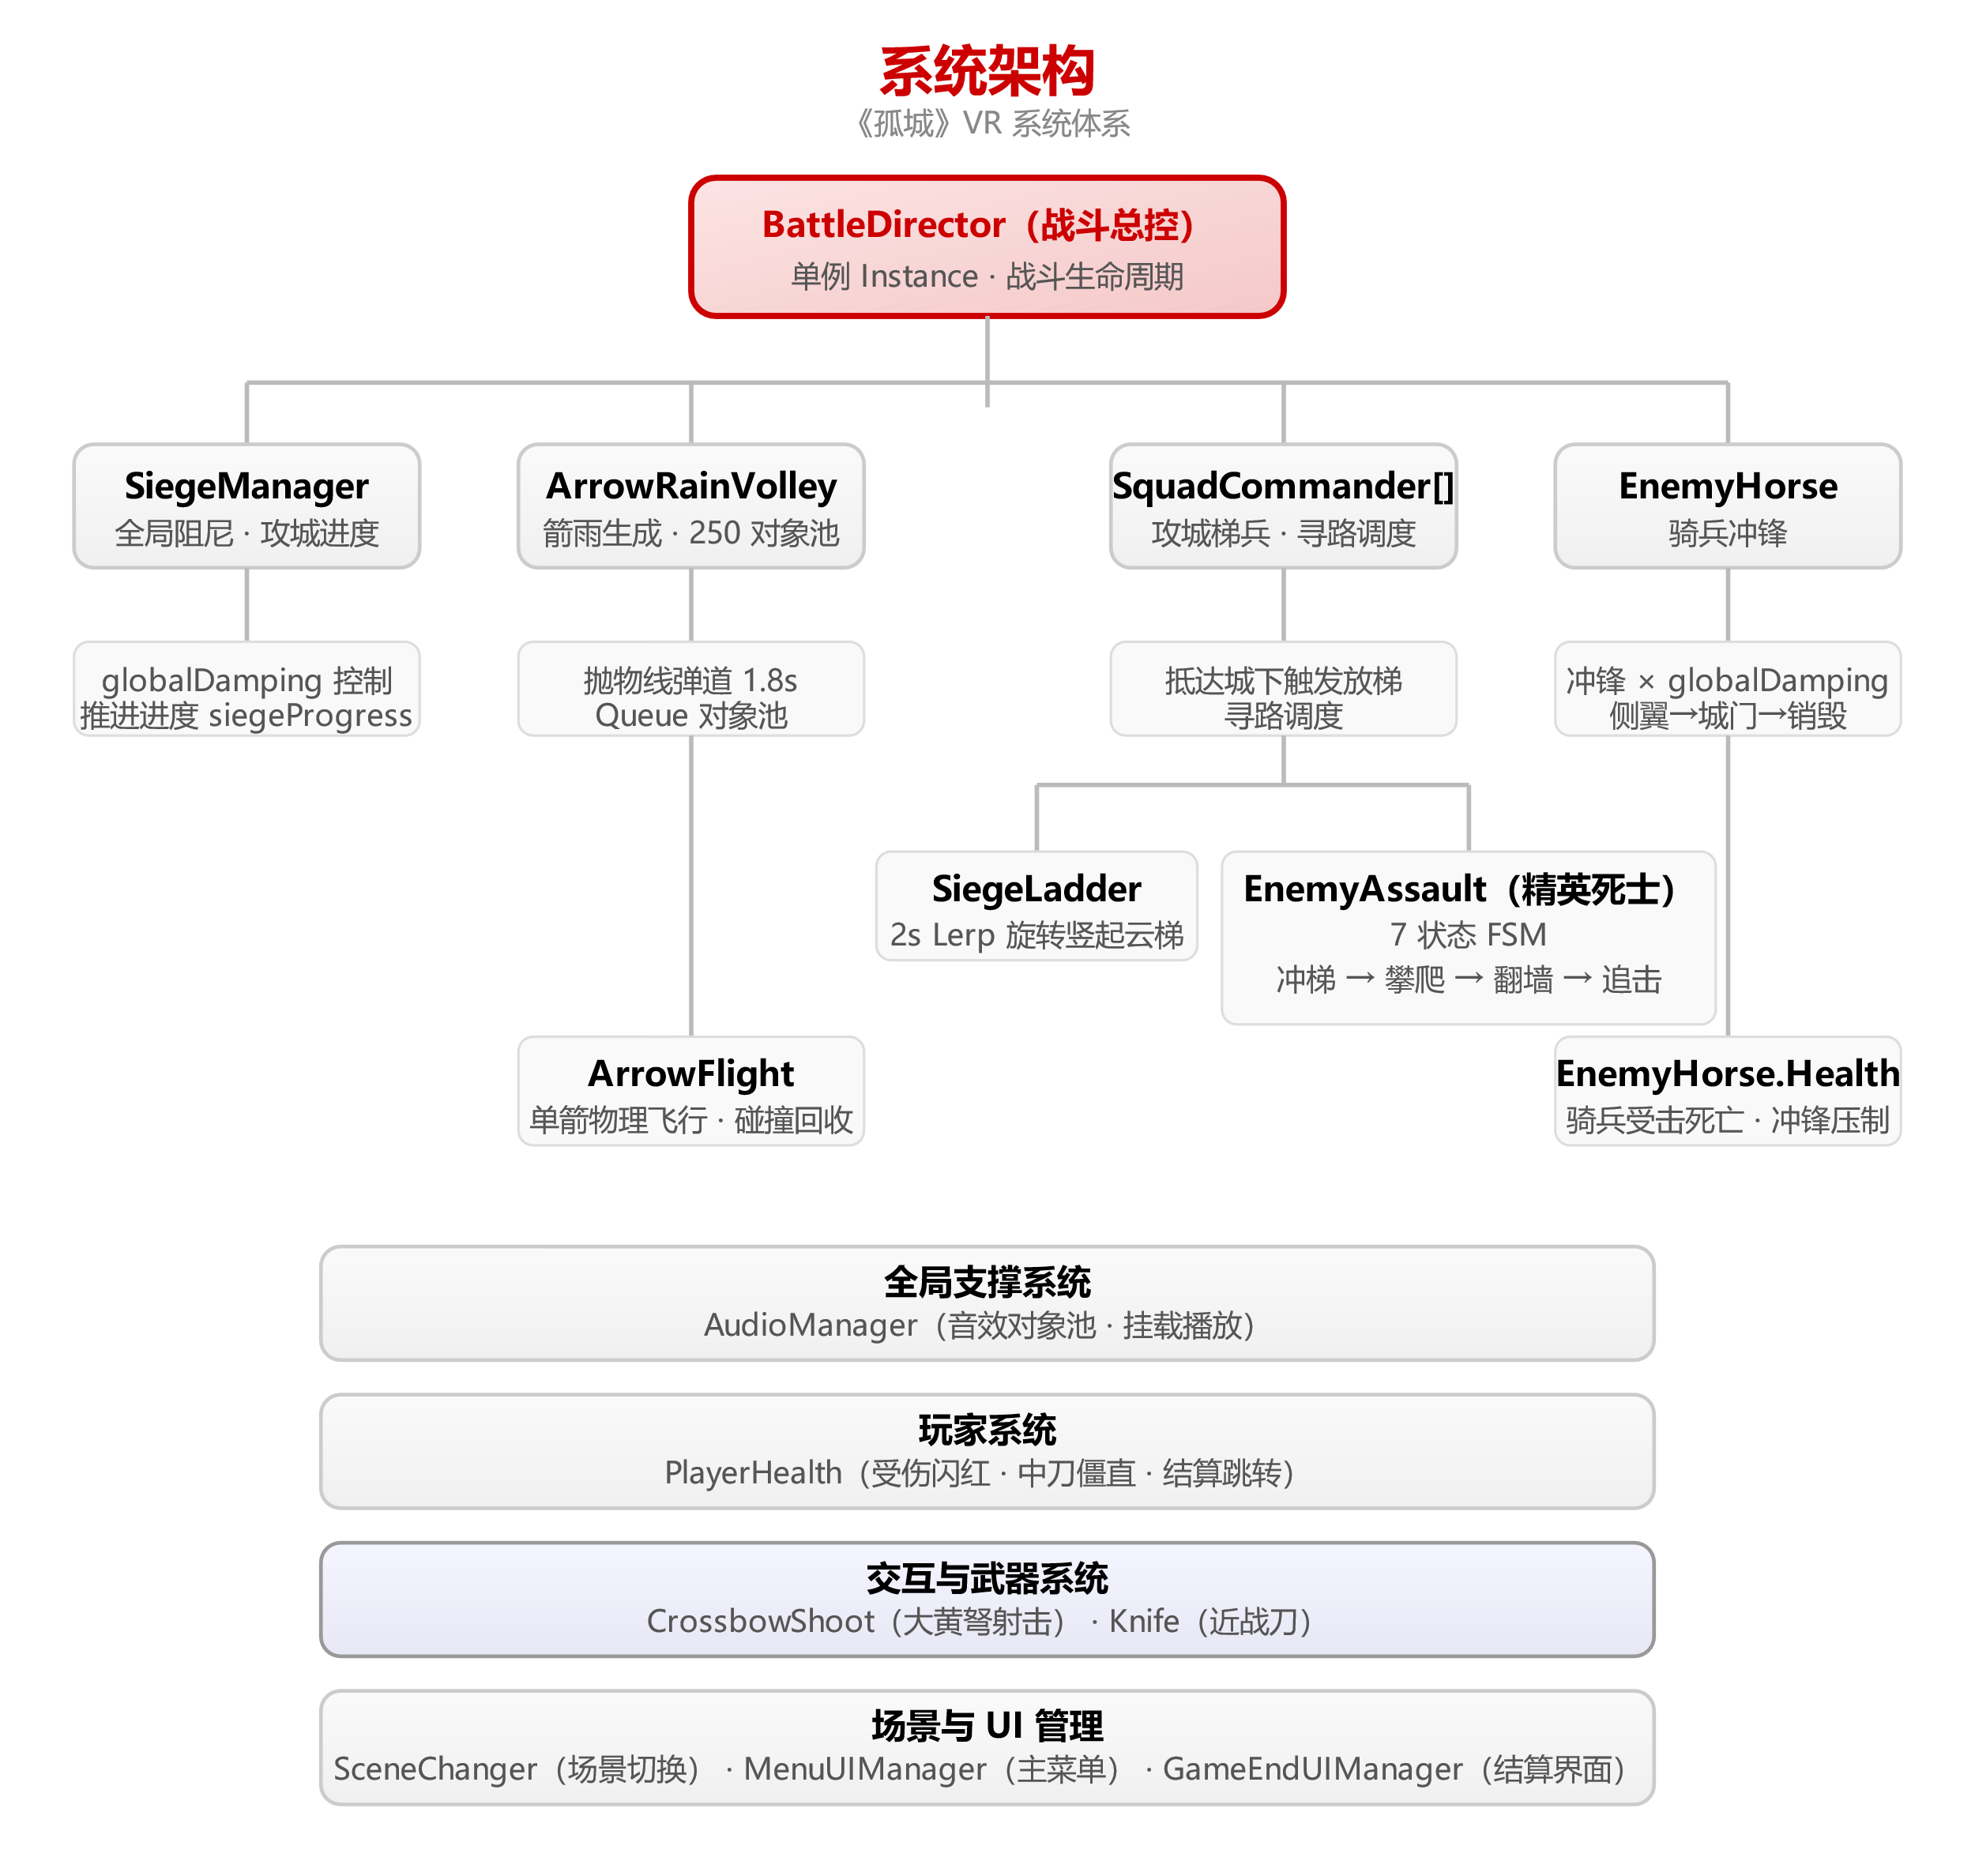 系统架构
《孤城》VR 系统体系
BattleDirector（战斗总控）
单例 Instance · 战斗生命周期
SiegeManager
全局阻尼 · 攻城进度
ArrowRainVolley
箭雨生成 · 250 对象池
SquadCommander[]
攻城梯兵 · 寻路调度
EnemyHorse
骑兵冲锋
globalDamping 控制
推进进度 siegeProgress
抛物线弹道 1.8s
Queue 对象池
抵达城下触发放梯
寻路调度
冲锋 × globalDamping
侧翼→城门→销毁
SiegeLadder
2s Lerp 旋转竖起云梯
EnemyAssault（精英死士）
7 状态 FSM
冲梯 → 攀爬 → 翻墙 → 追击
ArrowFlight
单箭物理飞行 · 碰撞回收
EnemyHorse.Health
骑兵受击死亡 · 冲锋压制
全局支撑系统
AudioManager（音效对象池 · 挂载播放）
玩家系统
PlayerHealth（受伤闪红 · 中刀僵直 · 结算跳转）
交互与武器系统
CrossbowShoot（大黄弩射击） · Knife（近战刀）
场景与 UI 管理
SceneChanger（场景切换） · MenuUIManager（主菜单） · GameEndUIManager（结算界面）